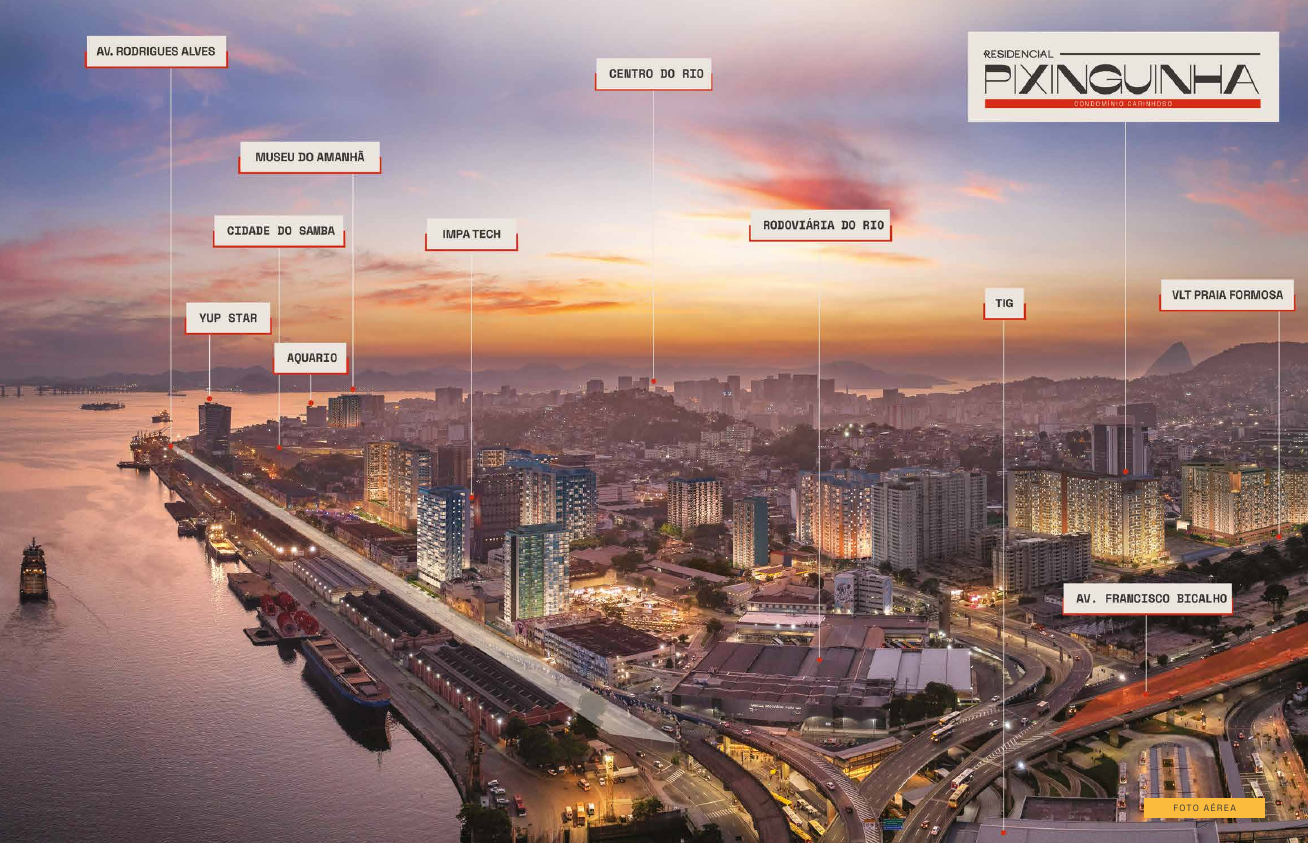 AV. RODRIGUES ALVES
CENTRO DO RIO
RESIDENCIAL
PIXINGUINHA
CONDOMÍNIO CARINHOSO
MUSEU DO AMANHÃ
CIDADE DO SAMBA
IMPA TECH
RODOVIÁRIA DO RIO
YUP STAR
TIG
VLT PRAIA FORMOSA
AQUARIO
AV. FRANCISCO BICALHO
FOTO AÉREA